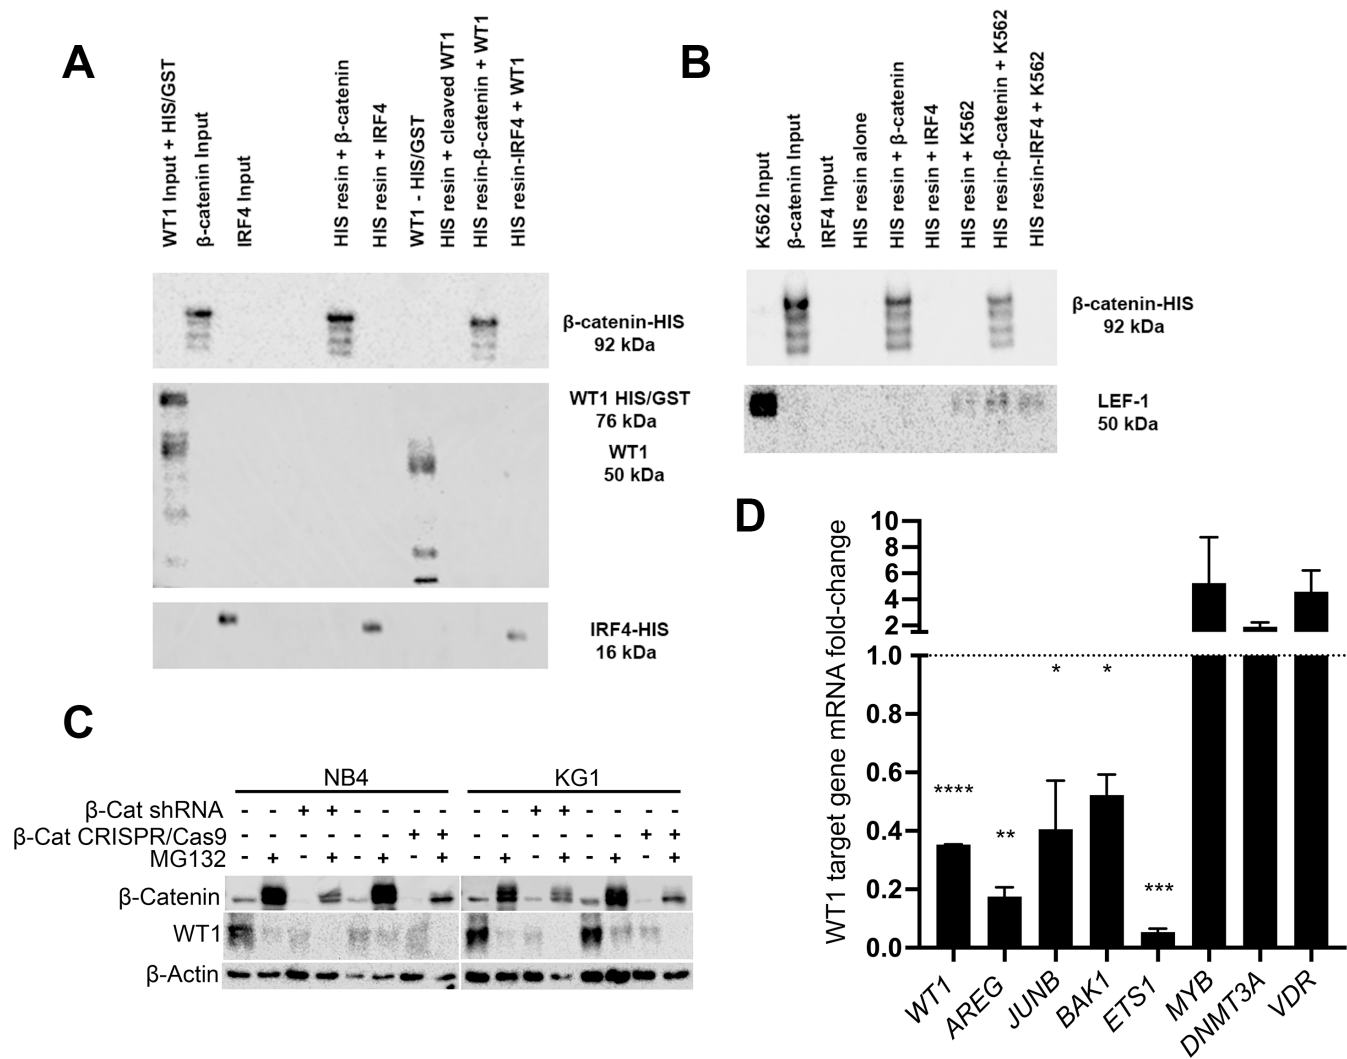 A
WT1 Input + HIS/GST
β-catenin Input
IRF4 Input
HIS resin + β-catenin
HIS resin + IRF4
WT1 - HIS/GST
HIS resin + cleaved WT1
HIS resin-β-catenin + WT1
HIS resin-IRF4 + WT1
β-catenin-HIS
92 kDa
WT1 HIS/GST
76 kDa
WT1
50 kDa
IRF4-HIS
16 kDa
B
K562 Input
β-catenin Input
IRF4 Input
HIS resin alone
HIS resin + β-catenin
HIS resin + IRF4
HIS resin + K562
HIS resin-β-catenin + K562
HIS resin-IRF4 + K562
β-catenin-HIS
92 kDa
LEF-1
50 kDa
C
NB4 KG1
β-Cat shRNA - - + + - - - - - - + + - - - -
β-Cat CRISPR/Cas9 - - - - - - + + - - - - - - + +
MG132 - + - + - + - + - + - + - + - +
β-Catenin
WT1
β-Actin
D
WT1 target gene mRNA fold-change
10
8
6
4
2
1.0
0.8
0.6
0.4
0.2
0.0
* *
****
**
***
WT1 AREG JUNB BAK1 ETS1 MYB DNMT3A VDR